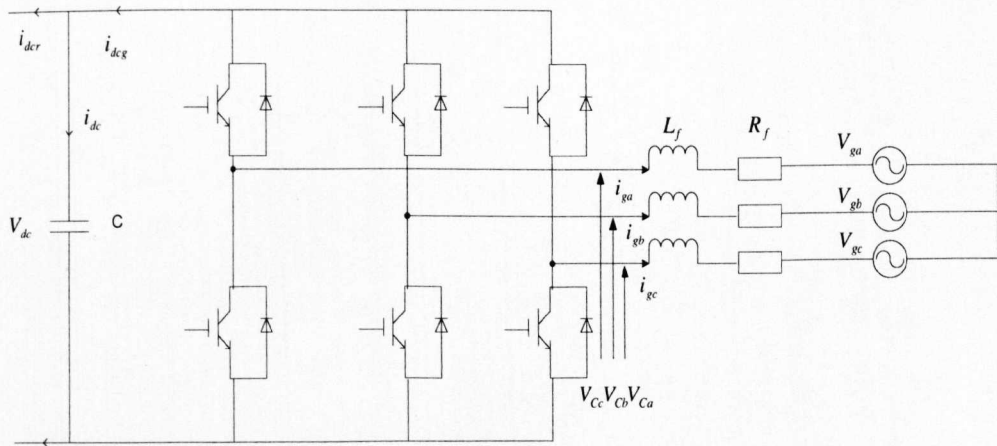 i_dcr
i_dcg
i_dc
V_dc
C
L_f
R_f
V_ga
i_ga
V_gb
i_gb
V_gc
i_gc
V_Cc V_Cb V_Ca